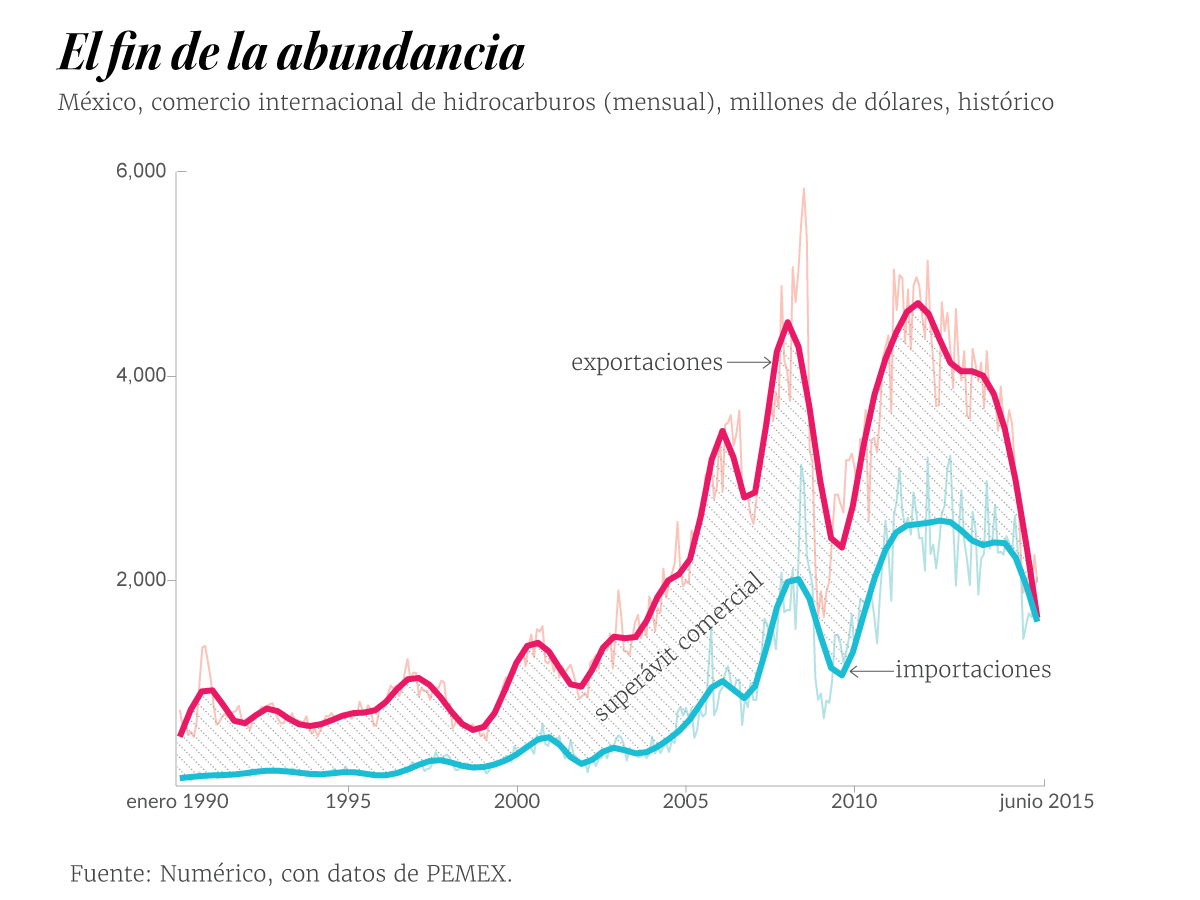 El fin de la abundancia
México, comercio internacional de hidrocarburos (mensual), millones de dólares, histórico
6,000
exportaciones
4,000
2,000
superávit comercial
importaciones
enero 1990 1995 2000 2005 2010 junio 2015
Fuente: Numérico, con datos de PEMEX.